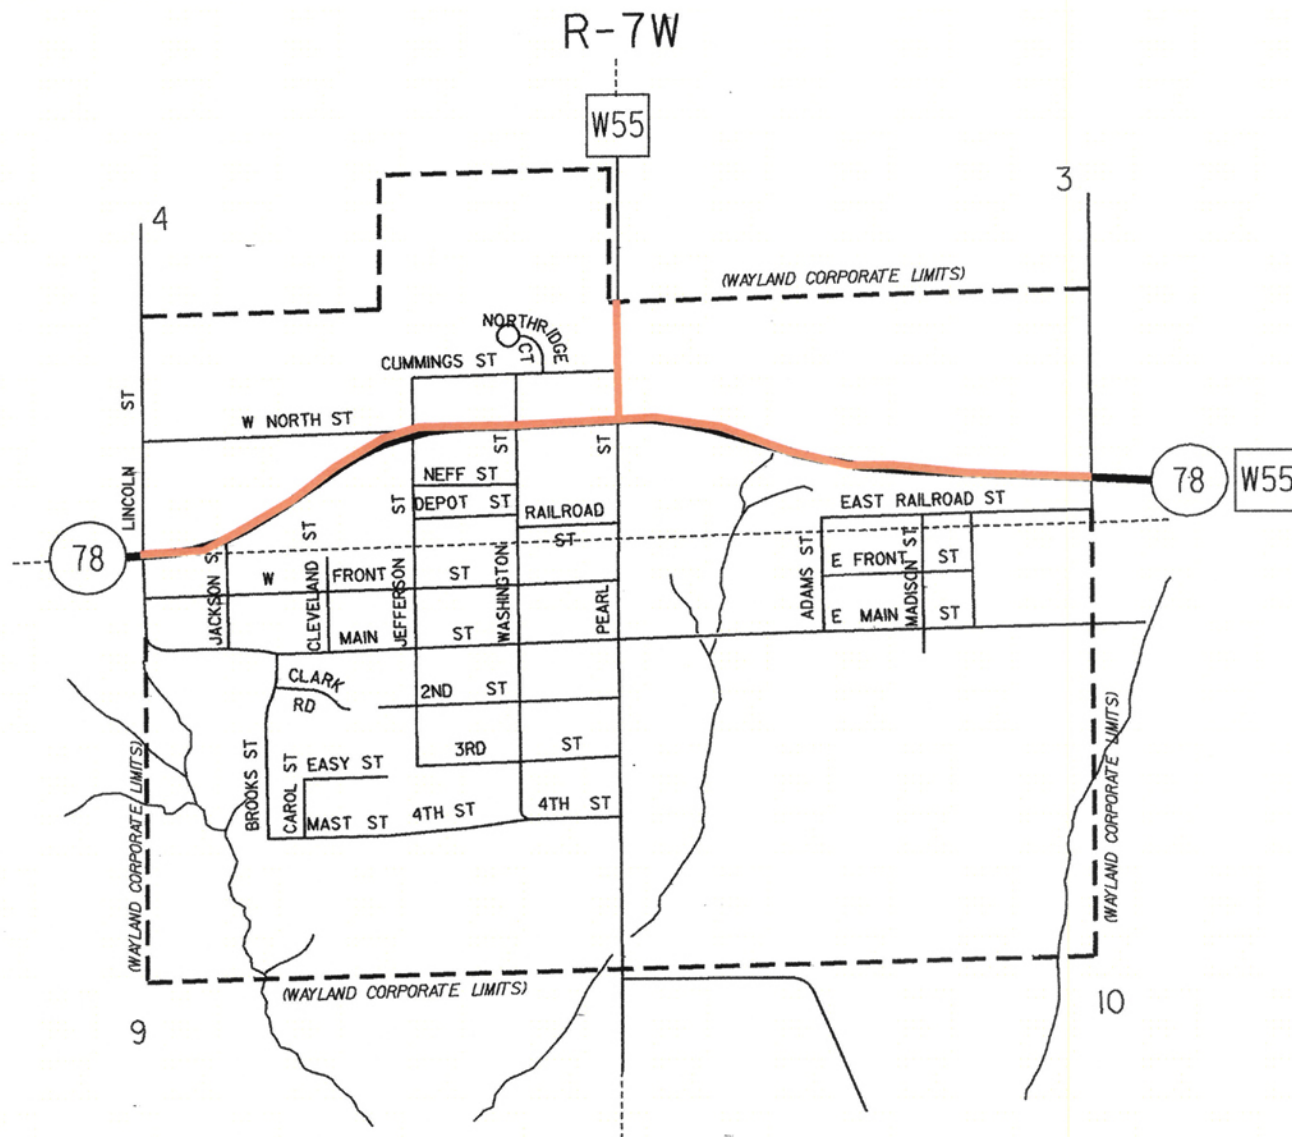 R-7W
W55
4
3
(WAYLAND CORPORATE LIMITS)
NORTHRIDGE
CT
CUMMINGS ST
W NORTH ST
LINCOLN ST
ST
ST
NEFF ST
DEPOT ST
RAILROAD
ST
EAST RAILROAD ST
78
W55
78
JACKSON ST
W FRONT ST
CLEVELAND ST
JEFFERSON ST
WASHINGTON
PEARL
ADAMS ST
E FRONT ST
MADISON ST
MAIN ST
E MAIN ST
CLARK
RD
2ND ST
3RD ST
BROOKS ST
CAROL ST
EASY ST
MAST ST
4TH ST
4TH ST
(WAYLAND CORPORATE LIMITS)
(WAYLAND CORPORATE LIMITS)
(WAYLAND CORPORATE LIMITS)
9
10